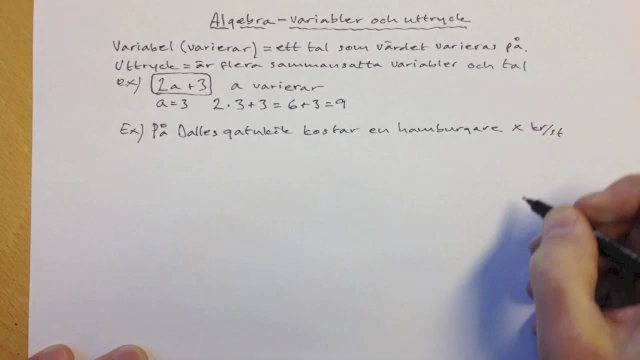 Algebra - variabler och uttryck
Variabel (varierar) = ett tal som värdet varieras på.
Uttryck = är flera sammansatta variabler och tal
ex) 2a + 3 a varierar
a = 3 2 · 3 + 3 = 6 + 3 = 9
Ex) På Dalles gatukök kostar en hamburgare x kr/st